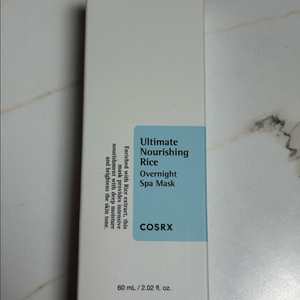 Ultimate
Nourishing
Rice
Overnight
Spa Mask
COSRX
Enriched with Rice extract, this
mask provides intensive
nourishment with deep moisture
and brightens the skin tone.
60 mL / 2.02 fl. oz.